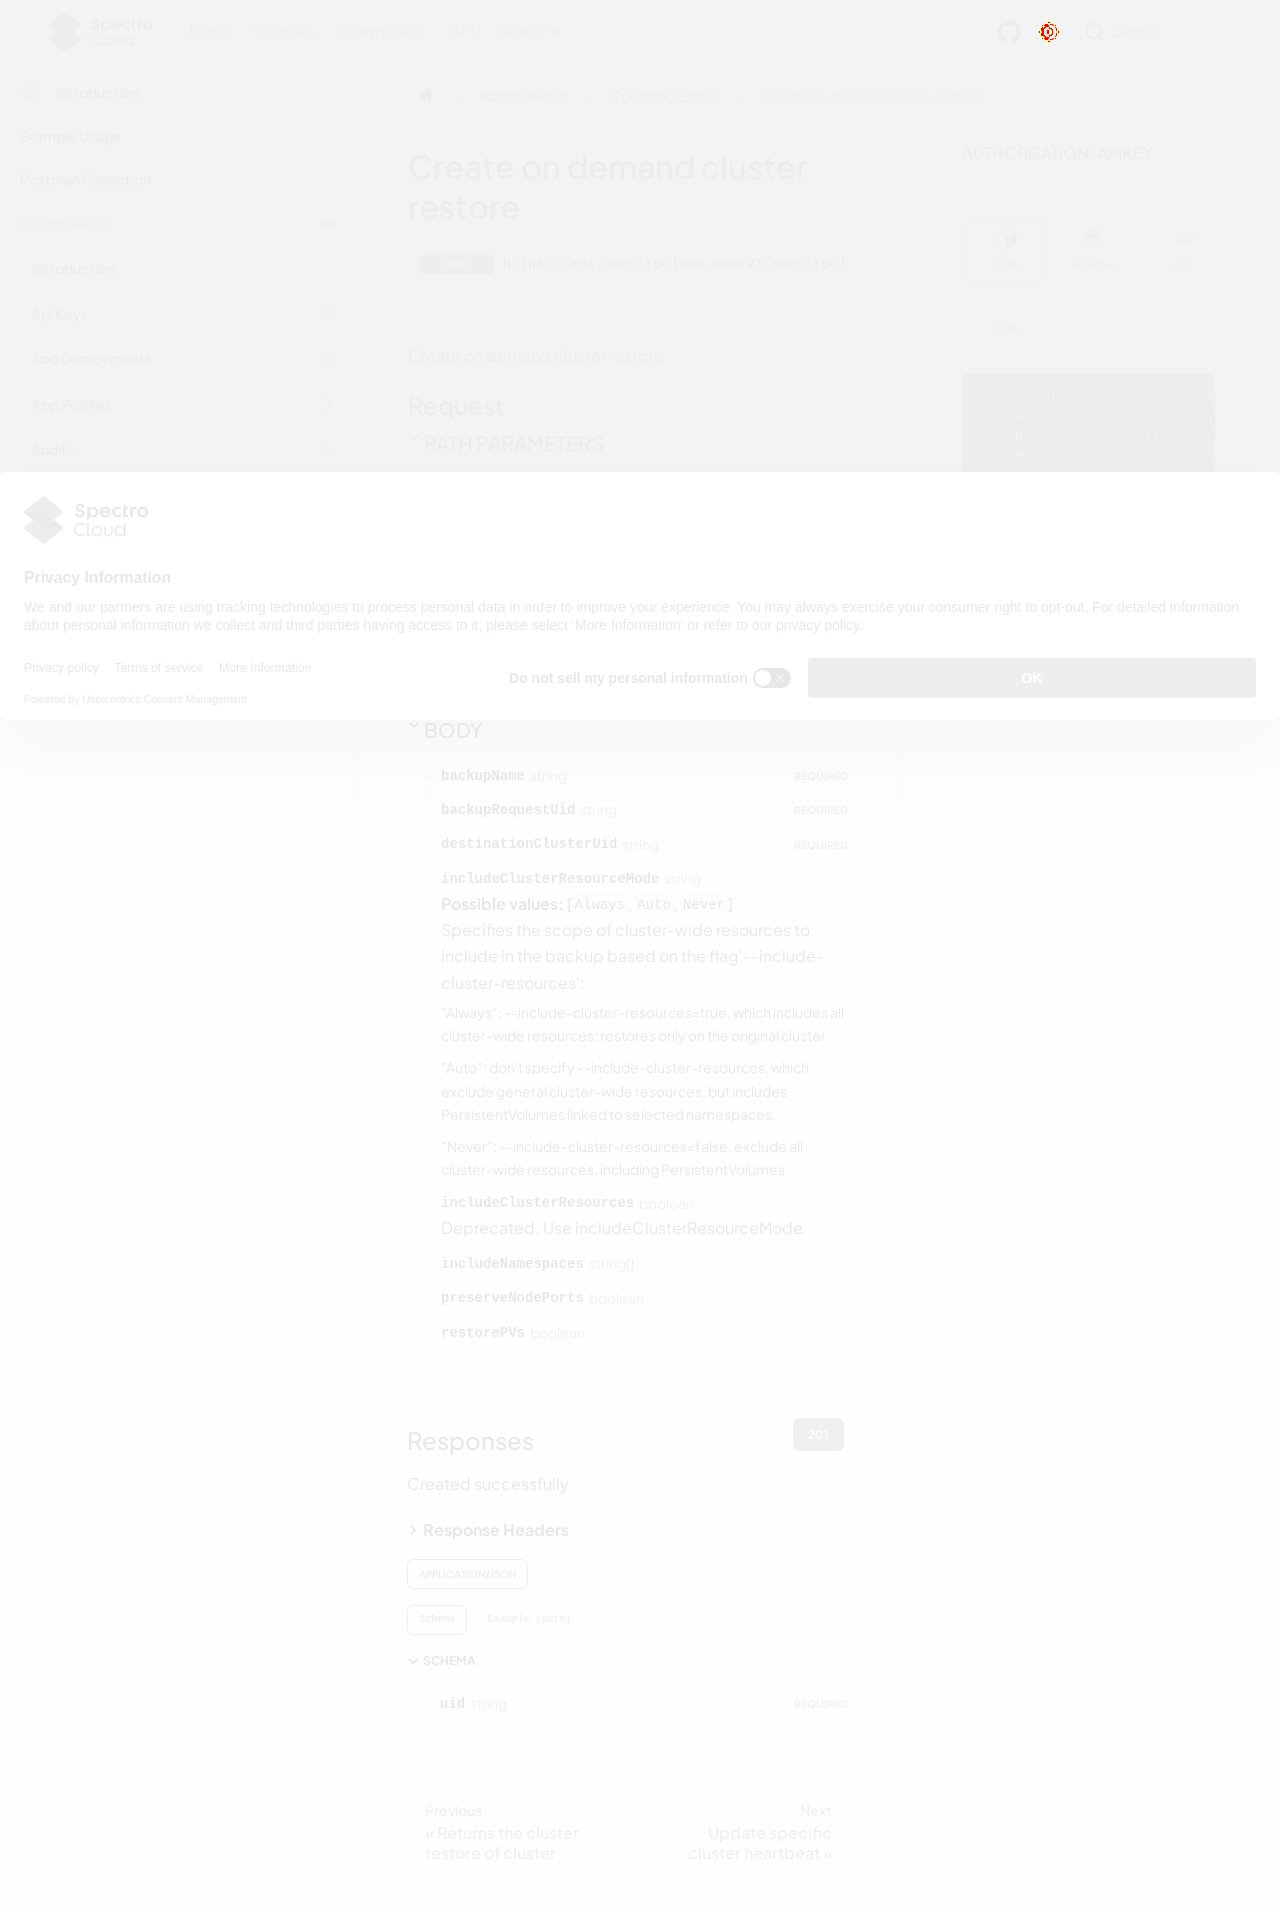 Spectro
Cloud
Docs
Tutorials
Downloads
API
latest
Search
Introduction
Example Usage
Postman Collection
Palette API V1
Introduction
Api Keys
App Deployments
App Profiles
Audits
Palette API V1
Spectroclusters
Create on demand cluster restore
Create on demand cluster
restore
POST
https://api.spectrocloud.com/v1/spectrocl
Create on demand cluster restore
Request
PATH PARAMETERS
AUTHORIZATION: APIKEY
CURL
PYTHON
GO
CURL
Spectro
Cloud
Privacy Information
We and our partners are using tracking technologies to process personal data in order to improve your experience. You may always exercise your consumer right to opt-out. For detailed information
about personal information we collect and third parties having access to it, please select 'More Information' or refer to our privacy policy.
Privacy policy
Terms of service
More Information
Powered by Usercentrics Consent Management
Do not sell my personal information
OK
BODY
backupName string REQUIRED
backupRequestUid string REQUIRED
destinationClusterUid string REQUIRED
includeClusterResourceMode string
Possible values: [Always, Auto, Never]
Specifies the scope of cluster-wide resources to
include in the backup based on the flag'--include-
cluster-resources':
"Always": --include-cluster-resources=true, which includes all
cluster-wide resources; restores only on the original cluster.
"Auto": don't specify --include-cluster-resources, which
exclude general cluster-wide resources, but includes
PersistentVolumes linked to selected namespaces.
"Never": --include-cluster-resources=false, exclude all
cluster-wide resources, including PersistentVolumes.
includeClusterResources boolean
Deprecated. Use includeClusterResourceMode
includeNamespaces string[]
preserveNodePorts boolean
restorePVs boolean
Responses
201
Created successfully
Response Headers
APPLICATION/JSON
Schema
Example (auto)
SCHEMA
uid string REQUIRED
Previous
« Returns the cluster
restore of cluster
Next
Update specific
cluster heartbeat »